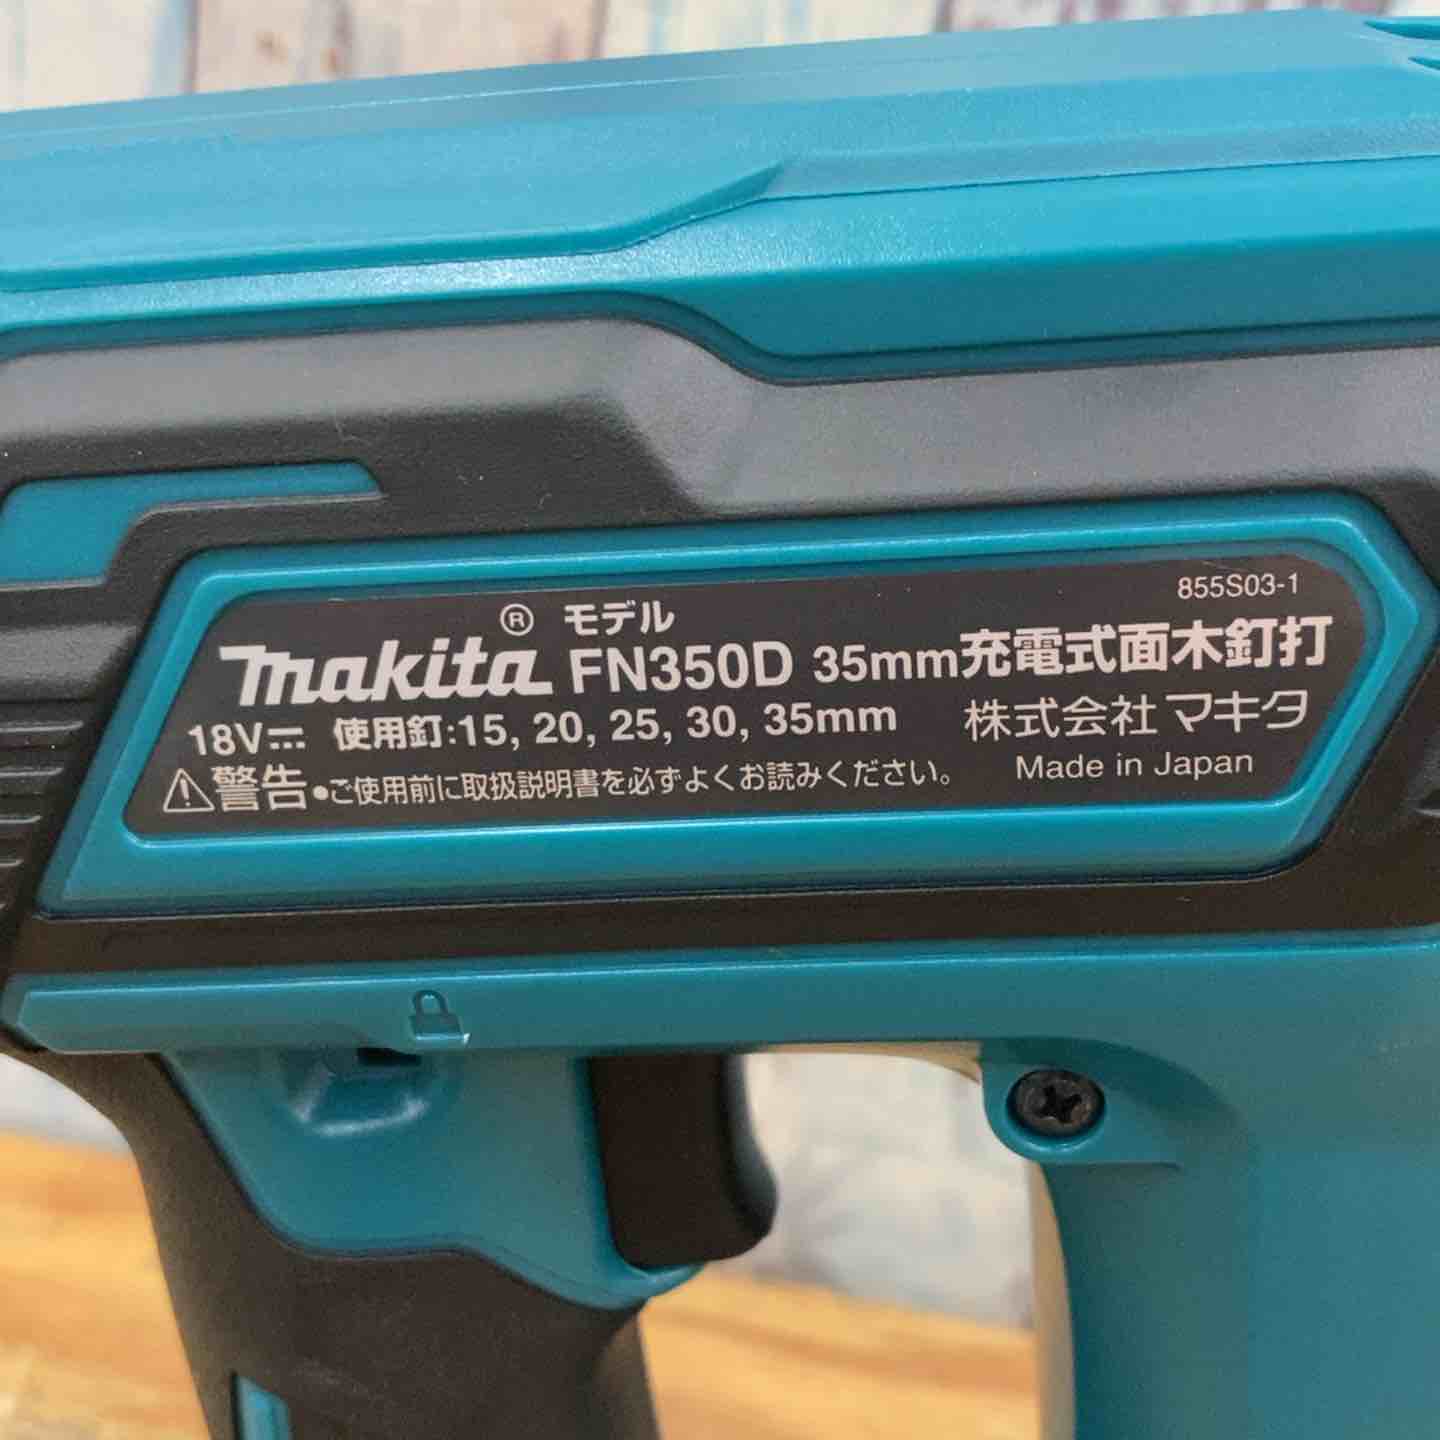 855S03-1
® モデル
makita FN350D 35mm充電式面木釘打
18V⎓ 使用釘:15, 20, 25, 30, 35mm 株式会社マキタ
⚠警告•ご使用前に取扱説明書を必ずよくお読みください。 Made in Japan